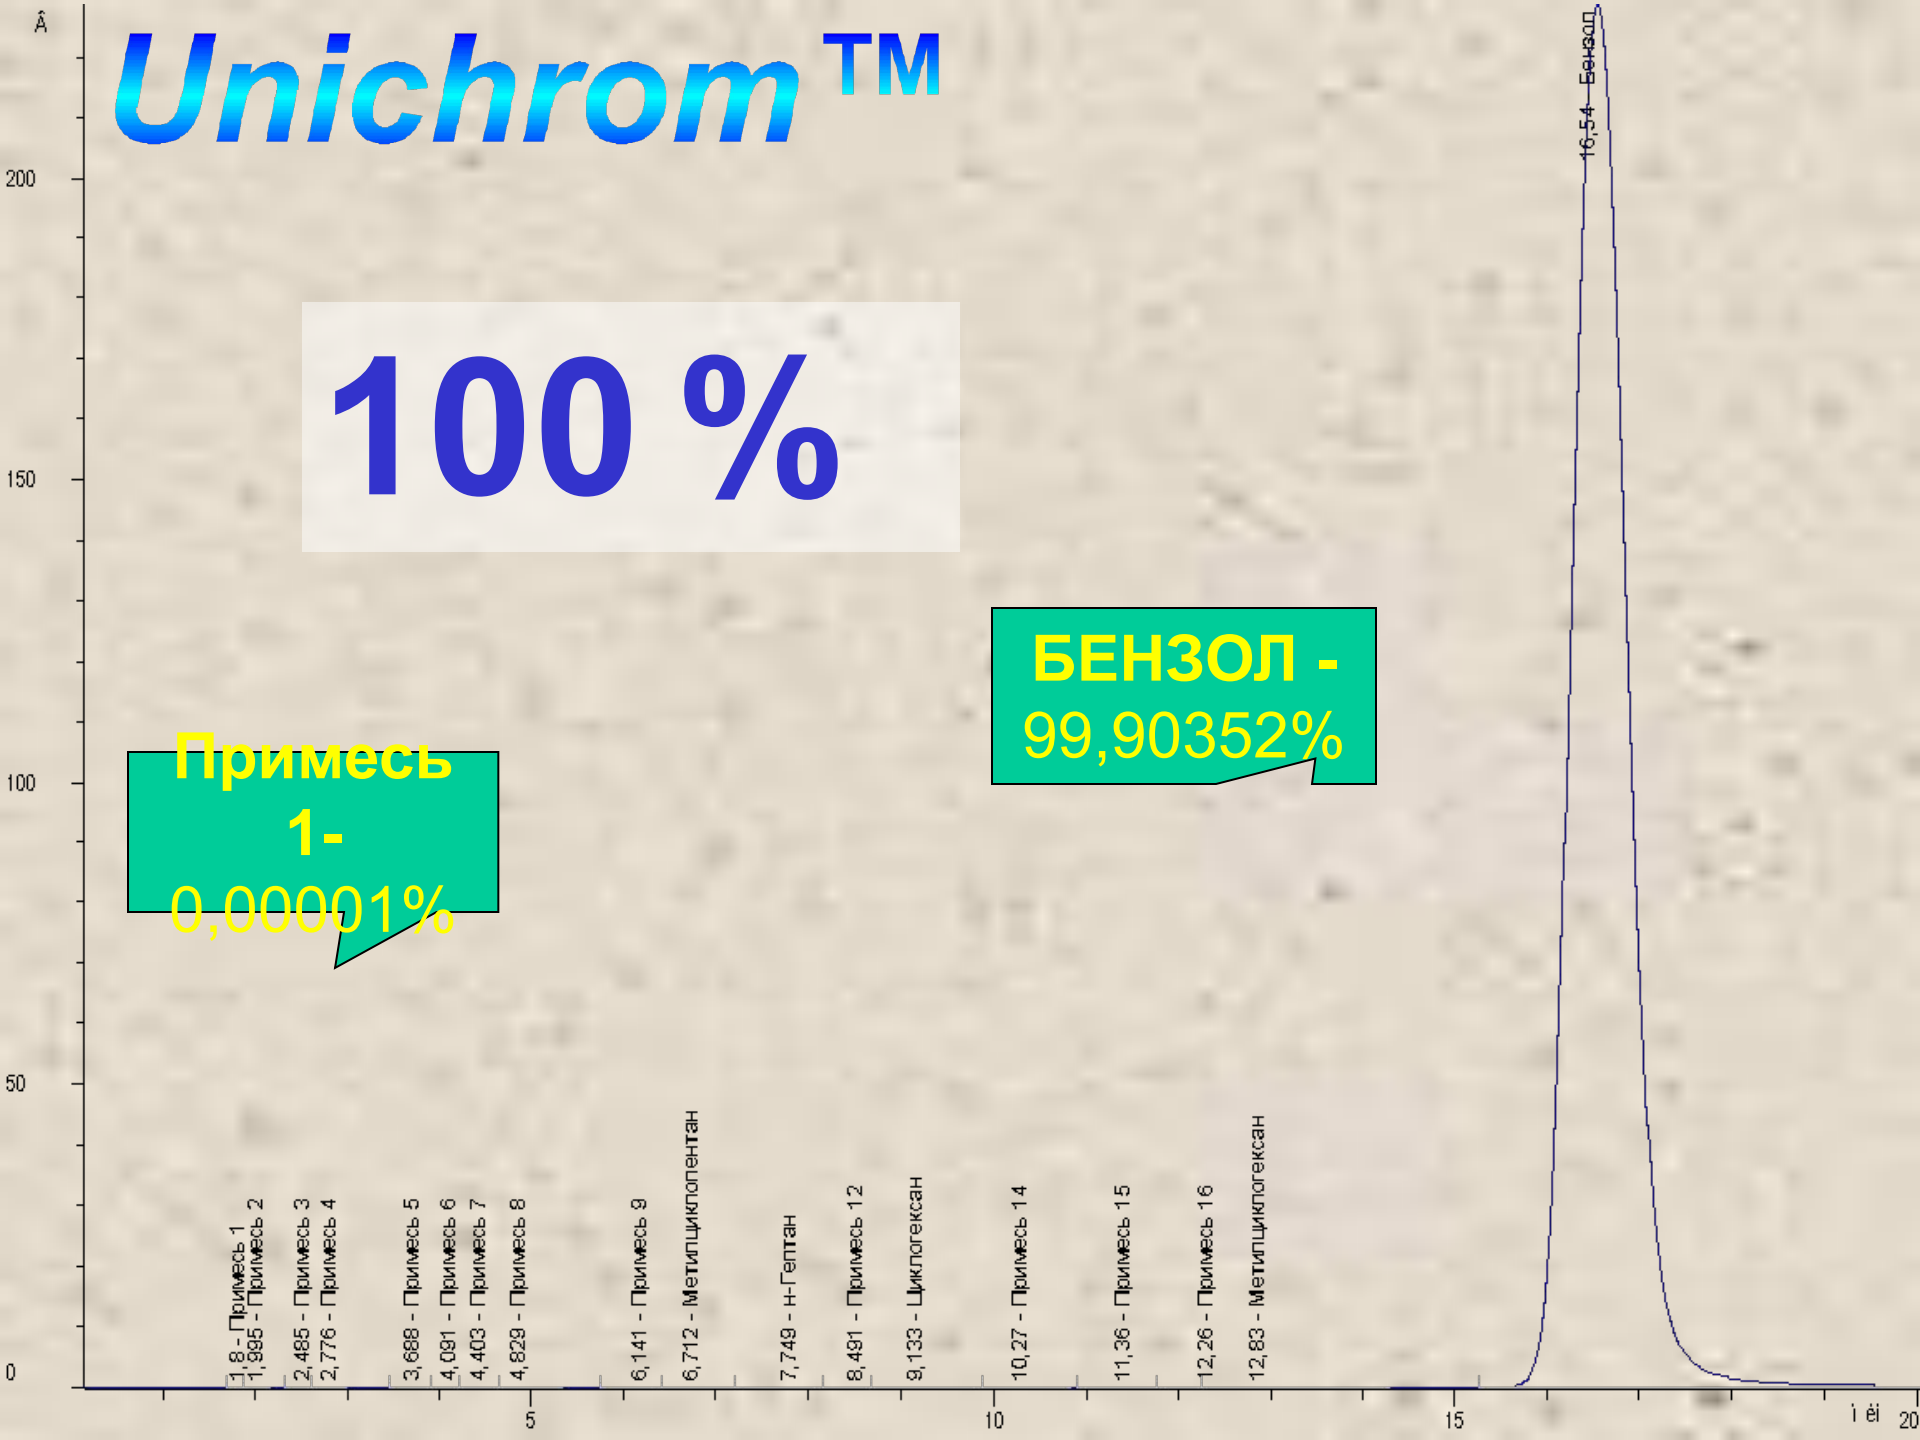 Â
Unichrom™
16,54 - Бензол
200
100 %
150
БЕНЗОЛ -
99,90352%
Примесь
1-
0,00001%
100
50
1,8 - Примесь 1
1,995 - Примесь 2
2,485 - Примесь 3
2,776 - Примесь 4
3,688 - Примесь 5
4,091 - Примесь 6
4,403 - Примесь 7
4,829 - Примесь 8
6,141 - Примесь 9
6,712 - Метилциклопентан
7,749 - н-Гептан
8,491 - Примесь 12
9,133 - Циклогексан
10,27 - Примесь 14
11,36 - Примесь 15
12,26 - Примесь 16
12,83 - Метилциклогексан
0
5
10
15
ì èí
20